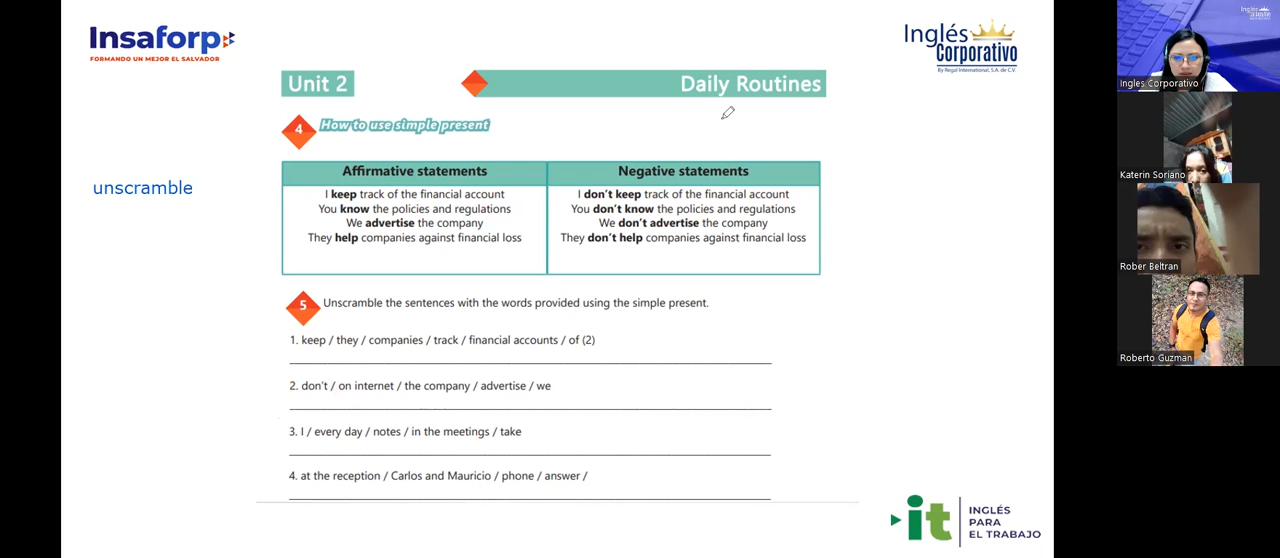 Insaforp
FORMANDO UN MEJOR EL SALVADOR
Inglés
Corporativo
By Regal International, S.A. de C.V.
Unit 2
Daily Routines
4 How to use simple present
unscramble
Affirmative statements
I keep track of the financial account
You know the policies and regulations
We advertise the company
They help companies against financial loss
Negative statements
I don't keep track of the financial account
You don't know the policies and regulations
We don't advertise the company
They don't help companies against financial loss
5 Unscramble the sentences with the words provided using the simple present.
1. keep / they / companies / track / financial accounts / of (2)
2. don't / on internet / the company / advertise / we
3. I / every day / notes / in the meetings / take
4. at the reception / Carlos and Mauricio / phone / answer /
it
INGLÉS
PARA
EL TRABAJO
Inglés
Ingles Corporativo
Katerin Soriano
Rober Beltran
Roberto Guzman